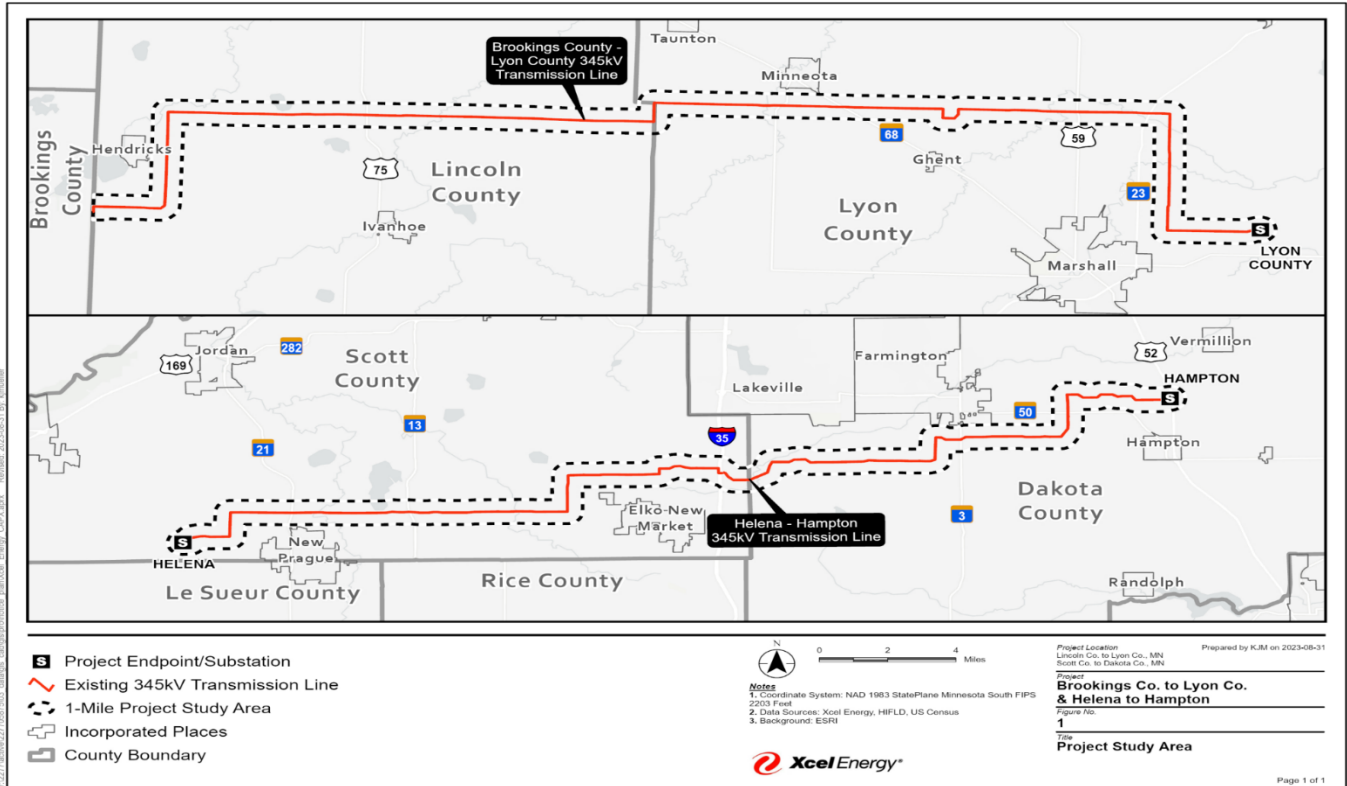 Taunton
Brookings County -
Lyon County 345kV
Transmission Line
Minneota
Brookings
County
Hendricks
68
59
Ghent
75
Lincoln
County
23
Lyon
County
Ivanhoe
S
LYON
COUNTY
Marshall
Jordan
282
169
Scott
County
52
Vermillion
Farmington
Lakeville
HAMPTON
S
50
13
35
21
Hampton
Elko New
Market
Dakota
County
3
Helena - Hampton
345kV Transmission Line
S
HELENA
New
Prague
Le Sueur County
Rice County
Randolph
S Project Endpoint/Substation
Existing 345kV Transmission Line
1-Mile Project Study Area
Incorporated Places
County Boundary
N
0 2 4
Miles
Notes
1. Coordinate System: NAD 1983 StatePlane Minnesota South FIPS
2203 Feet
2. Data Sources: Xcel Energy, HIFLD, US Census
3. Background: ESRI
Xcel Energy®
Project Location
Prepared by KJM on 2023-08-31
Lincoln Co. to Lyon Co., MN
Scott Co. to Dakota Co., MN
Project
Brookings Co. to Lyon Co.
& Helena to Hampton
Figure No.
1
Title
Project Study Area
Page 1 of 1